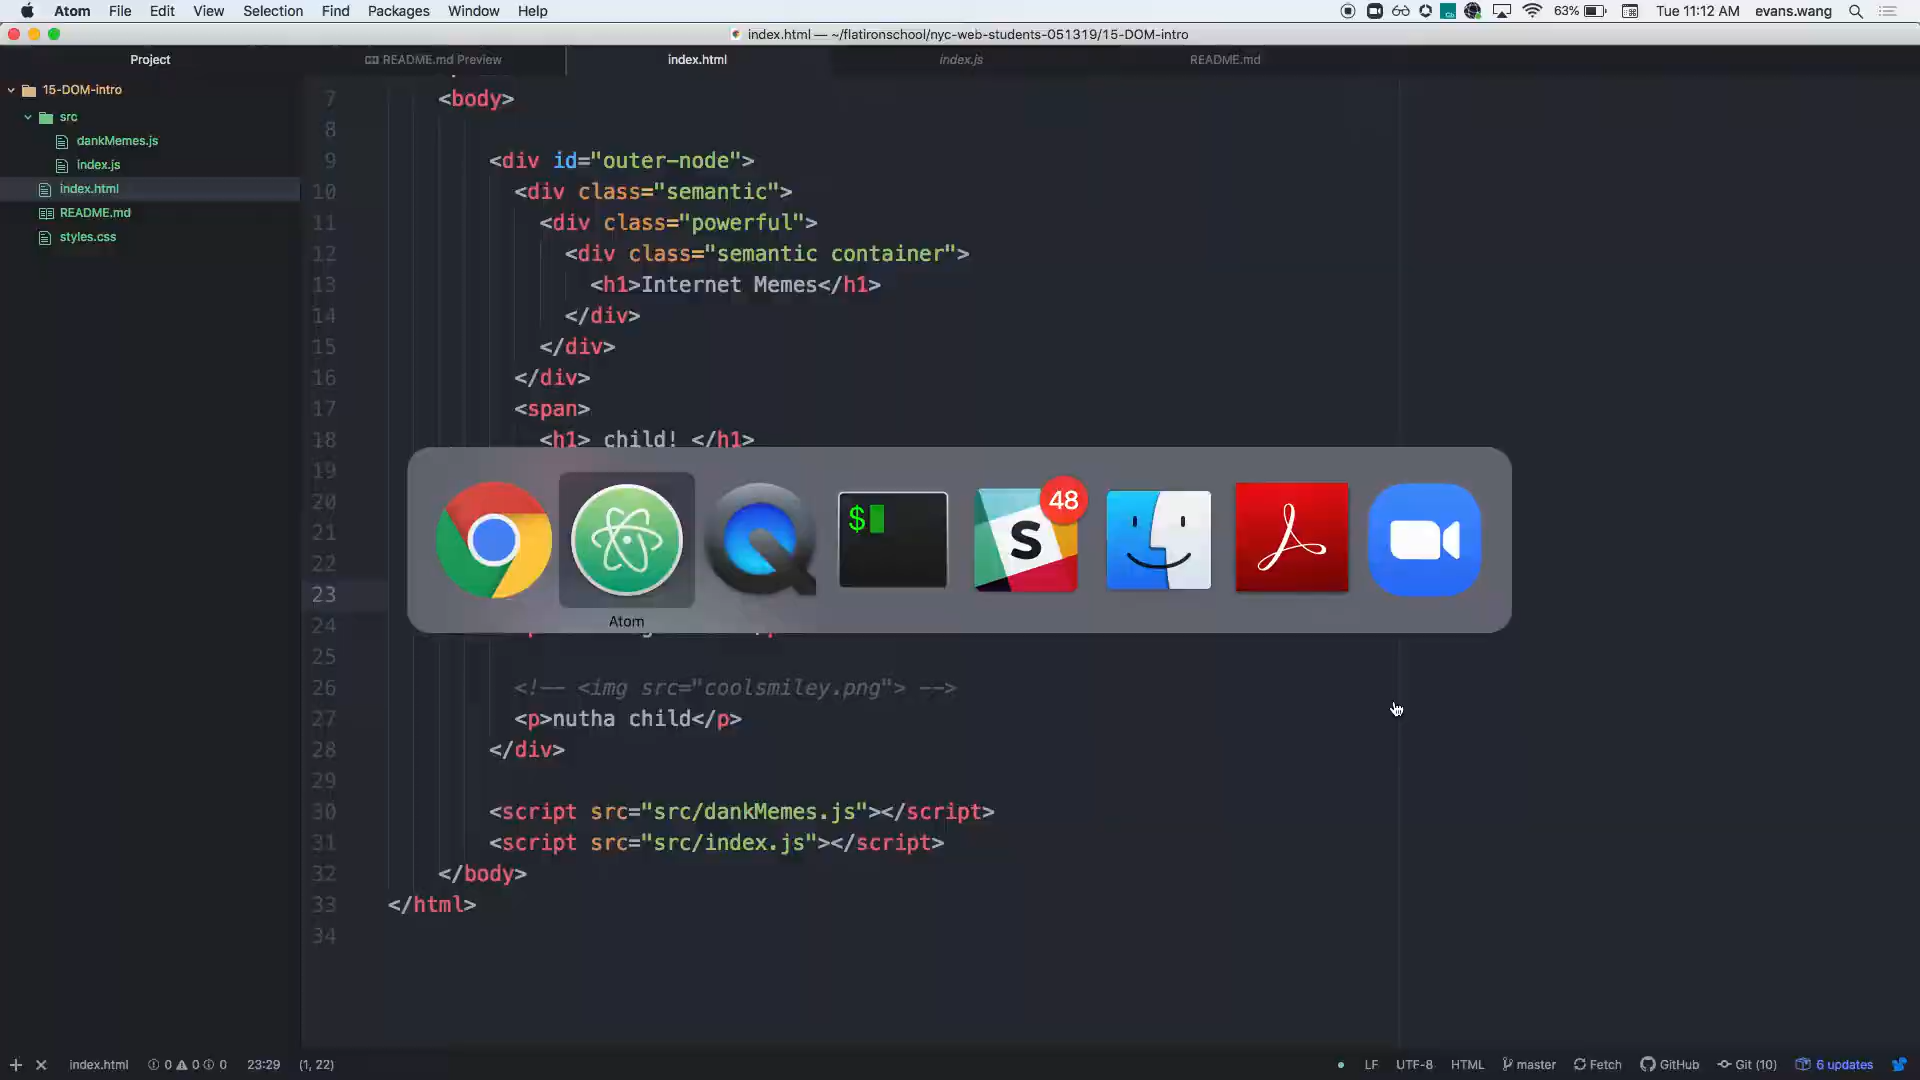 Atom File Edit View Selection Find Packages Window Help 63% Tue 11:12 AM evans.wang
index.html — ~/flatironschool/nyc-web-students-051319/15-DOM-intro
Project README.md Preview index.html index.js README.md
15-DOM-intro
src
dankMemes.js
index.js
index.html
README.md
styles.css
7 <body>
8
9 <div id="outer-node">
10 <div class="semantic">
11 <div class="powerful">
12 <div class="semantic container">
13 <h1>Internet Memes</h1>
14 </div>
15 </div>
16 </div>
17 <span>
18 <h1> child! </h1>
19
20
21
22
23
24
25
26 <!-- <img src="coolsmiley.png"> -->
27 <p>nutha child</p>
28 </div>
29
30 <script src="src/dankMemes.js"></script>
31 <script src="src/index.js"></script>
32 </body>
33 </html>
34
$
S
48
Atom
index.html 0 0 0 23:29 (1, 22) LF UTF-8 HTML master Fetch GitHub Git (10) 6 updates